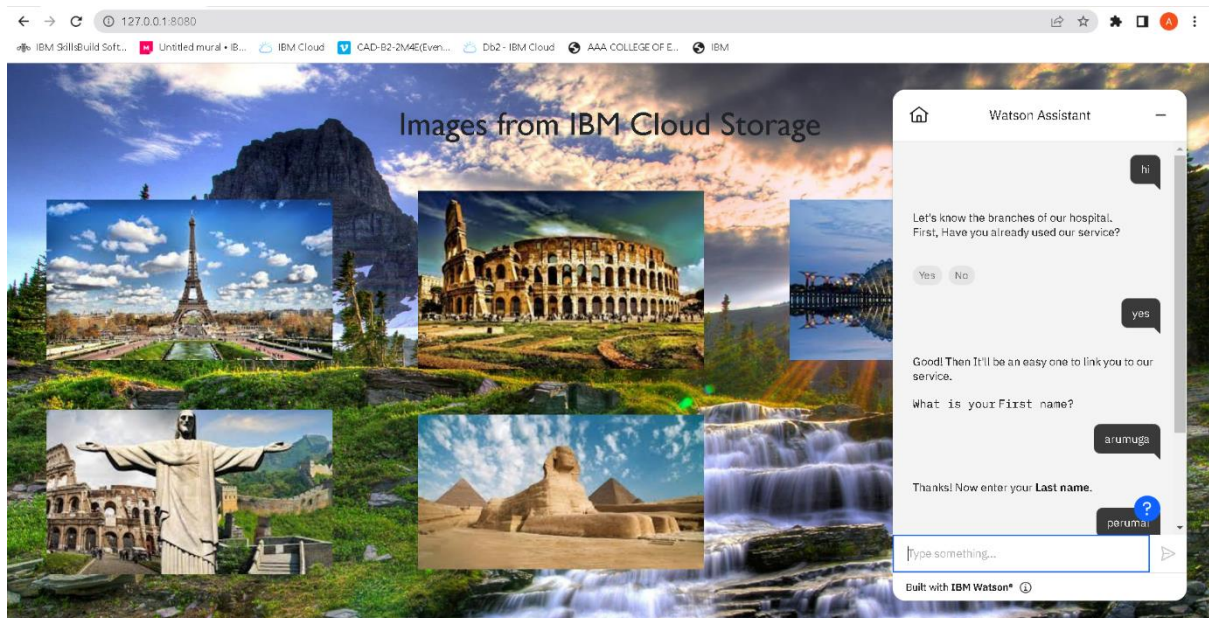 127.0.0.1:8080
A
IBM SkillsBuild Soft... Untitled mural • IB... IBM Cloud CAD-B2-2M4E(Even... Db2 - IBM Cloud AAA COLLEGE OF E... IBM
Images from IBM Cloud Storage
Watson Assistant
hi
Let's know the branches of our hospital.
First, Have you already used our service?
Yes No
yes
Good! Then It'll be an easy one to link you to our
service.
What is your First name?
arumuga
Thanks! Now enter your Last name.
?
perumal
Type something...
Built with IBM Watson®